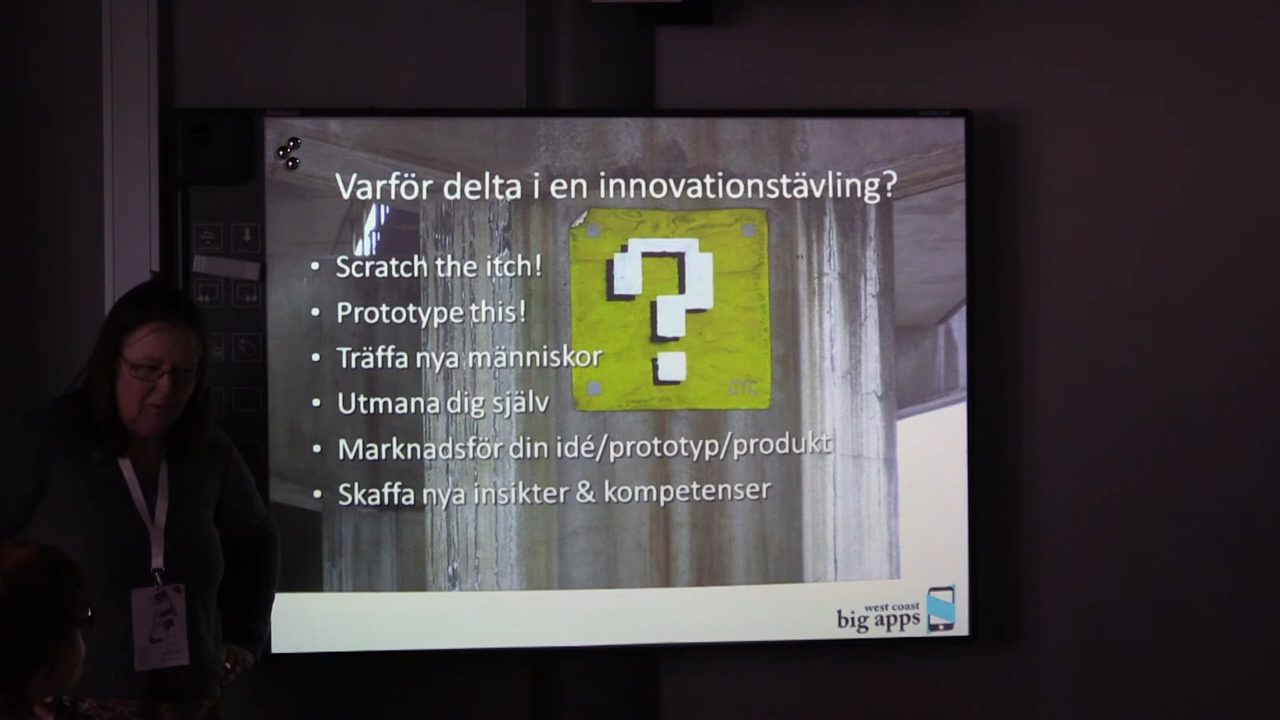 Varför delta i en innovationstävling?
• Scratch the itch!
• Prototype this!
• Träffa nya människor
• Utmana dig själv
• Marknadsför din idé/prototyp/produkt
• Skaffa nya insikter & kompetenser
west coast
big apps